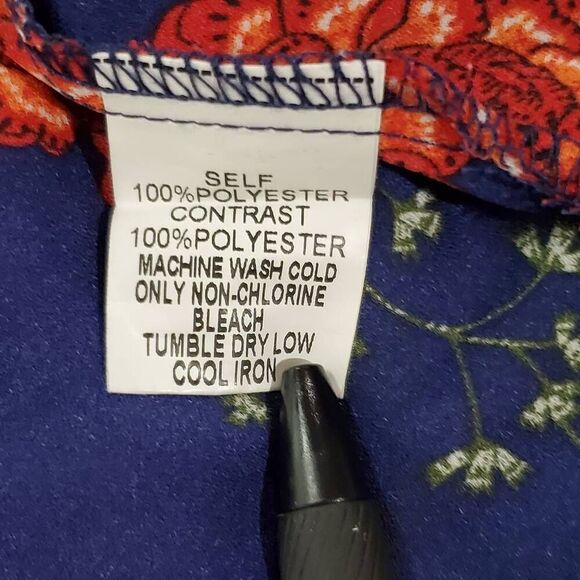 SELF
100%POLYESTER
CONTRAST
100%POLYESTER
MACHINE WASH COLD
ONLY NON-CHLORINE
BLEACH
TUMBLE DRY LOW
COOL IRON